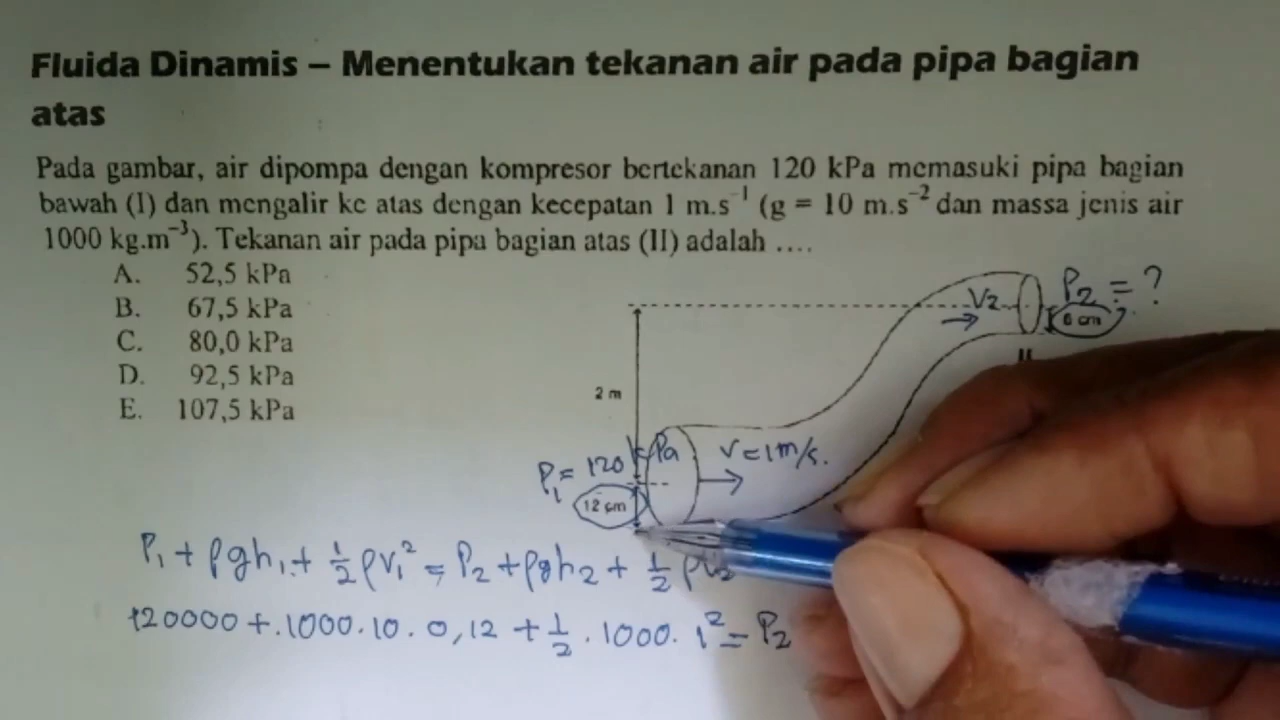 Fluida Dinamis – Menentukan tekanan air pada pipa bagian
atas
Pada gambar, air dipompa dengan kompresor bertekanan 120 kPa memasuki pipa bagian
bawah (I) dan mengalir ke atas dengan kecepatan 1 m.s⁻¹ (g = 10 m.s⁻² dan massa jenis air
1000 kg.m⁻³). Tekanan air pada pipa bagian atas (II) adalah ....
A. 52,5 kPa
B. 67,5 kPa
C. 80,0 kPa
D. 92,5 kPa
E. 107,5 kPa
V₂
P₂ = ?
6 cm
II
2 m
P₁ = 120 kPa
V = 1 m/s.
12 cm
P₁ + ρgh₁ + ½ρv₁² = P₂ + ρgh₂ + ½
120000 + .1000.10.0,12 + ½ . 1000. 1² = P₂